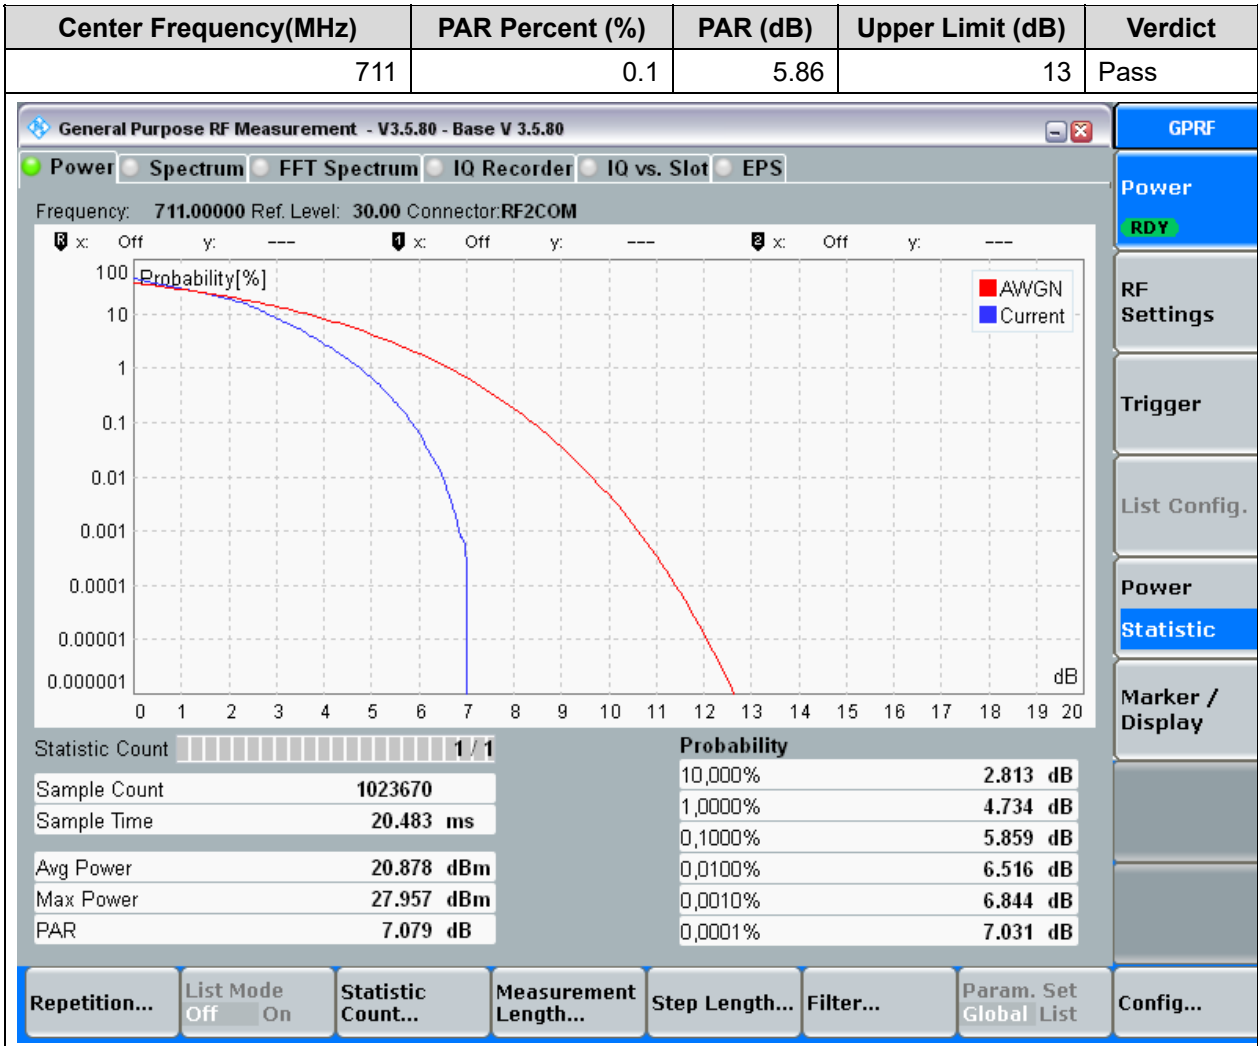 Center Frequency(MHz) PAR Percent (%) PAR (dB) Upper Limit (dB) Verdict
711 0.1 5.86 13 Pass
General Purpose RF Measurement - V3.5.80 - Base V 3.5.80
GPRF
Power Spectrum FFT Spectrum IQ Recorder IQ vs. Slot EPS
Frequency: 711.00000 Ref. Level: 30.00 Connector:RF2COM
R x: Off y: --- 1 x: Off y: --- 2 x: Off y: ---
Probability[%]
AWGN
Current
100
10
1
0.1
0.01
0.001
0.0001
0.00001
0.000001
dB
0 1 2 3 4 5 6 7 8 9 10 11 12 13 14 15 16 17 18 19 20
Statistic Count 1 / 1
Sample Count 1023670
Sample Time 20.483 ms
Avg Power 20.878 dBm
Max Power 27.957 dBm
PAR 7.079 dB
Probability
10,000% 2.813 dB
1,0000% 4.734 dB
0,1000% 5.859 dB
0,0100% 6.516 dB
0,0010% 6.844 dB
0,0001% 7.031 dB
Power
RDY
RF
Settings
Trigger
List Config.
Power
Statistic
Marker /
Display
Repetition...
List Mode
Off On
Statistic
Count...
Measurement
Length...
Step Length...
Filter...
Param. Set
Global List
Config...